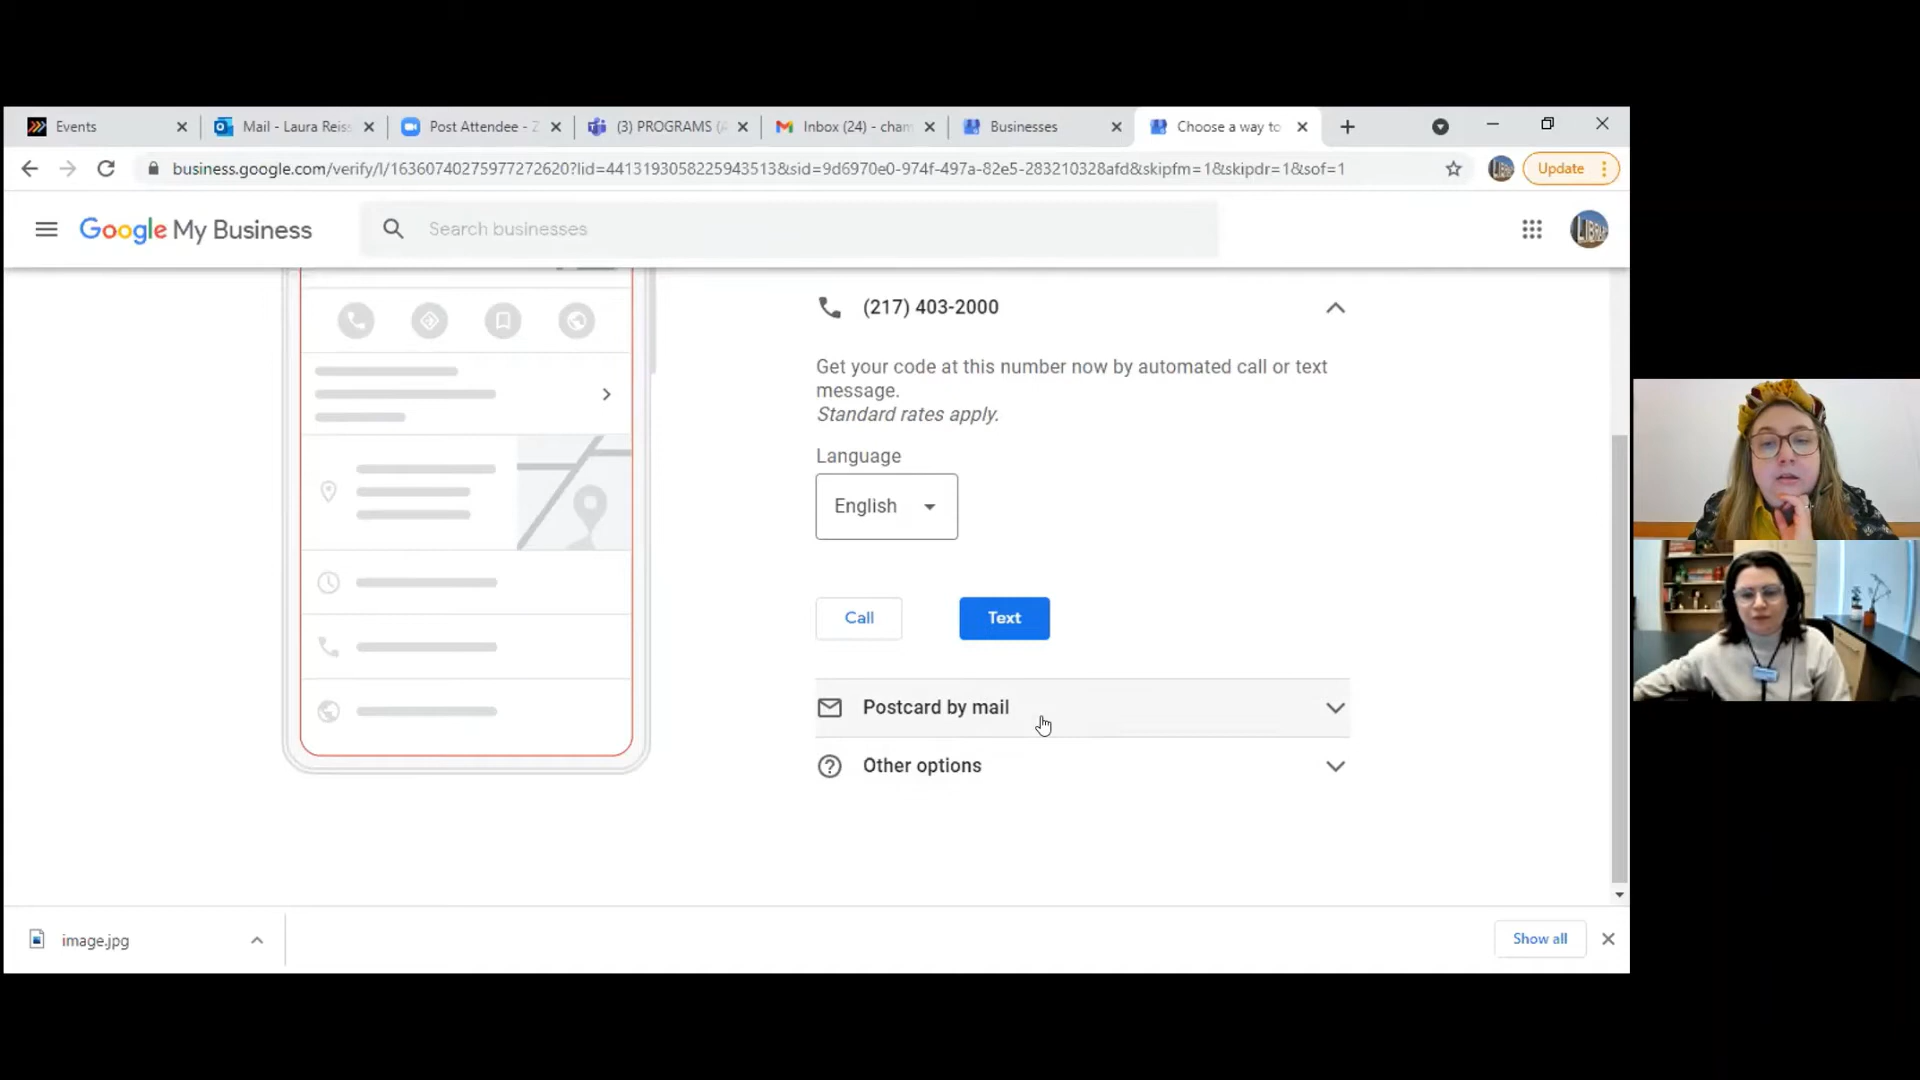 Events
Mail - Laura Reis
Post Attendee - Z
(3) PROGRAMS (
Inbox (24) - cham
Businesses
Choose a way to
business.google.com/verify/l/16360740275977272620?lid=4413193058225943513&sid=9d6970e0-974f-497a-82e5-283210328afd&skipfm=1&skipdr=1&sof=1
Update
Google My Business
Search businesses
(217) 403-2000
Get your code at this number now by automated call or text
message.
Standard rates apply.
Language
English
Call
Text
Postcard by mail
Other options
image.jpg
Show all